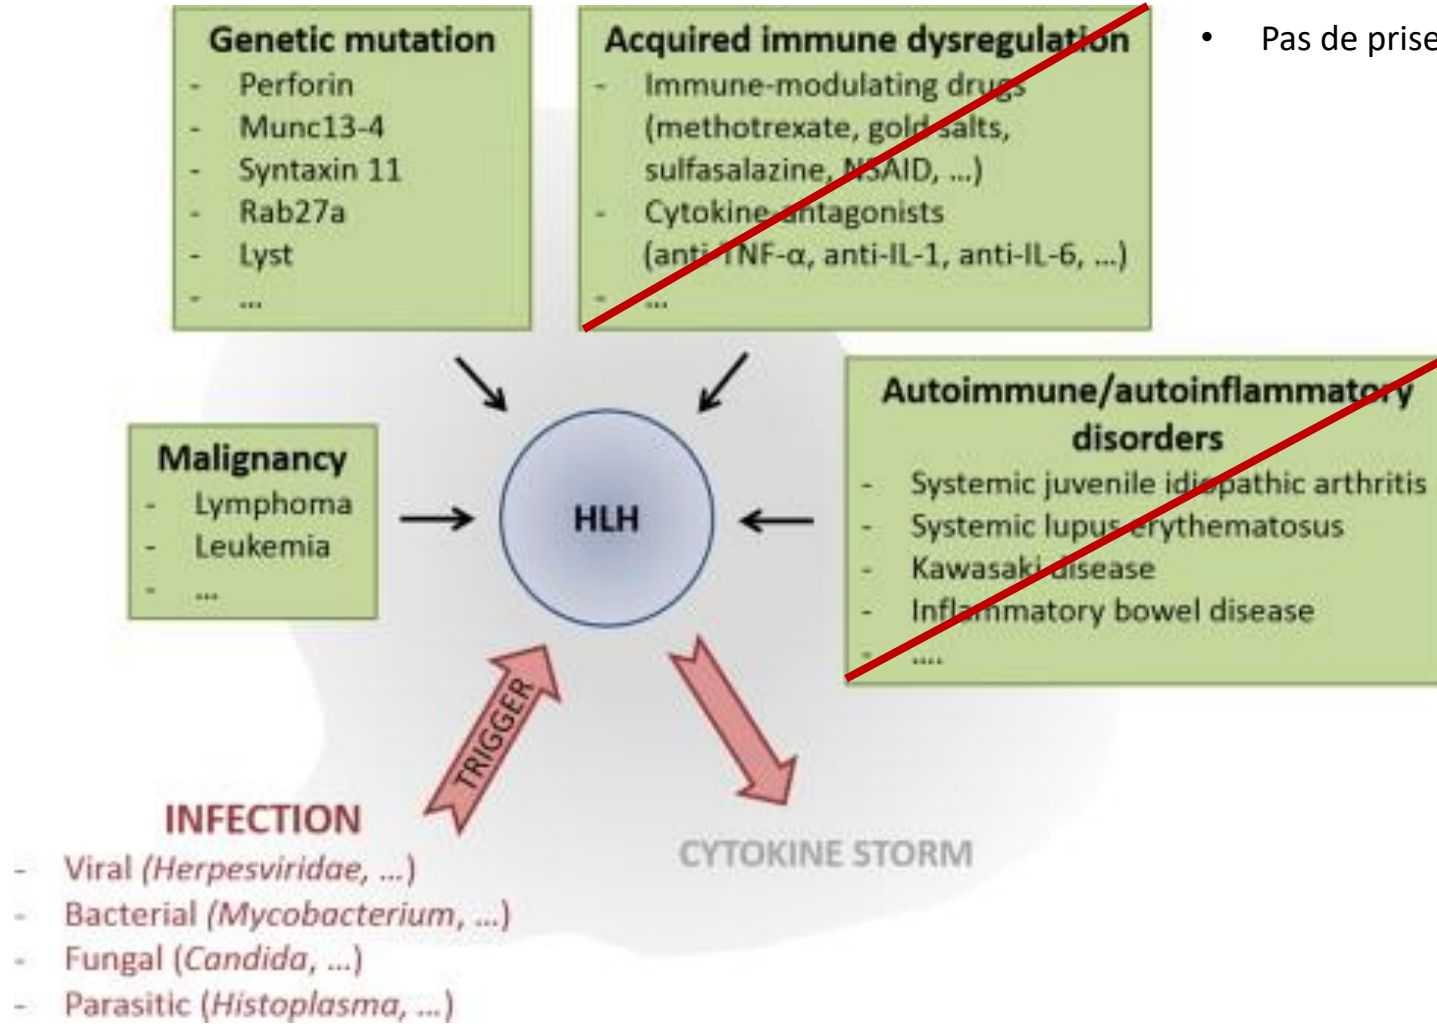 Genetic mutation
- Perforin
- Munc13-4
- Syntaxin 11
- Rab27a
- Lyst
- ...
Acquired immune dysregulation
- Immune-modulating drugs
(methotrexate, gold salts,
sulfasalazine, NSAID, ...)
- Cytokine-antagonists
(anti-TNF-α, anti-IL-1, anti-IL-6, ...)
- ...
• Pas de prise
Malignancy
- Lymphoma
- Leukemia
- ...
HLH
Autoimmune/autoinflammatory
disorders
- Systemic juvenile idiopathic arthritis
- Systemic lupus erythematosus
- Kawasaki disease
- Inflammatory bowel disease
- ....
TRIGGER
INFECTION
- Viral (Herpesviridae, ...)
- Bacterial (Mycobacterium, ...)
- Fungal (Candida, ...)
- Parasitic (Histoplasma, ...)
CYTOKINE STORM